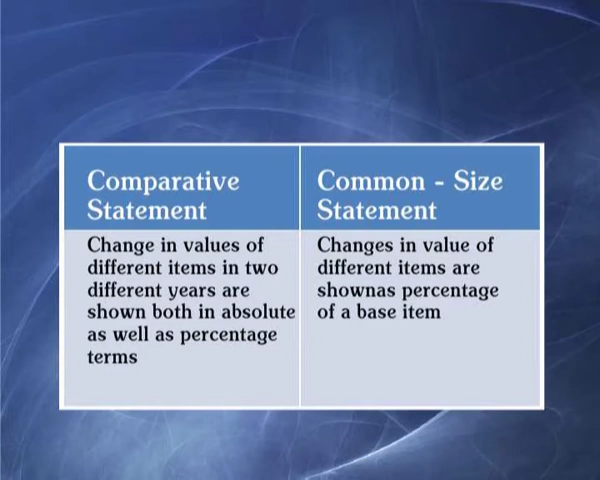 Comparative
Statement
Common - Size
Statement
Change in values of
different items in two
different years are
shown both in absolute
as well as percentage
terms
Changes in value of
different items are
shownas percentage
of a base item